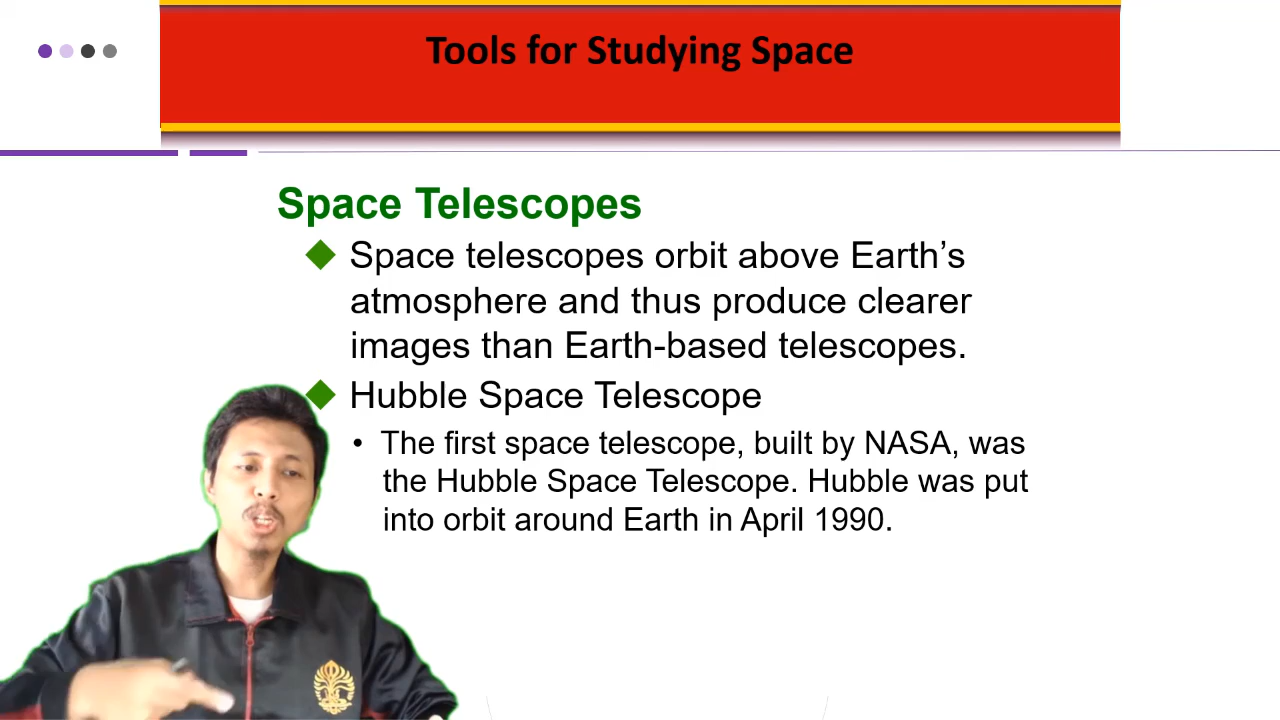 Tools for Studying Space
Space Telescopes
Space telescopes orbit above Earth’s
atmosphere and thus produce clearer
images than Earth-based telescopes.
Hubble Space Telescope
• The first space telescope, built by NASA, was
the Hubble Space Telescope. Hubble was put
into orbit around Earth in April 1990.